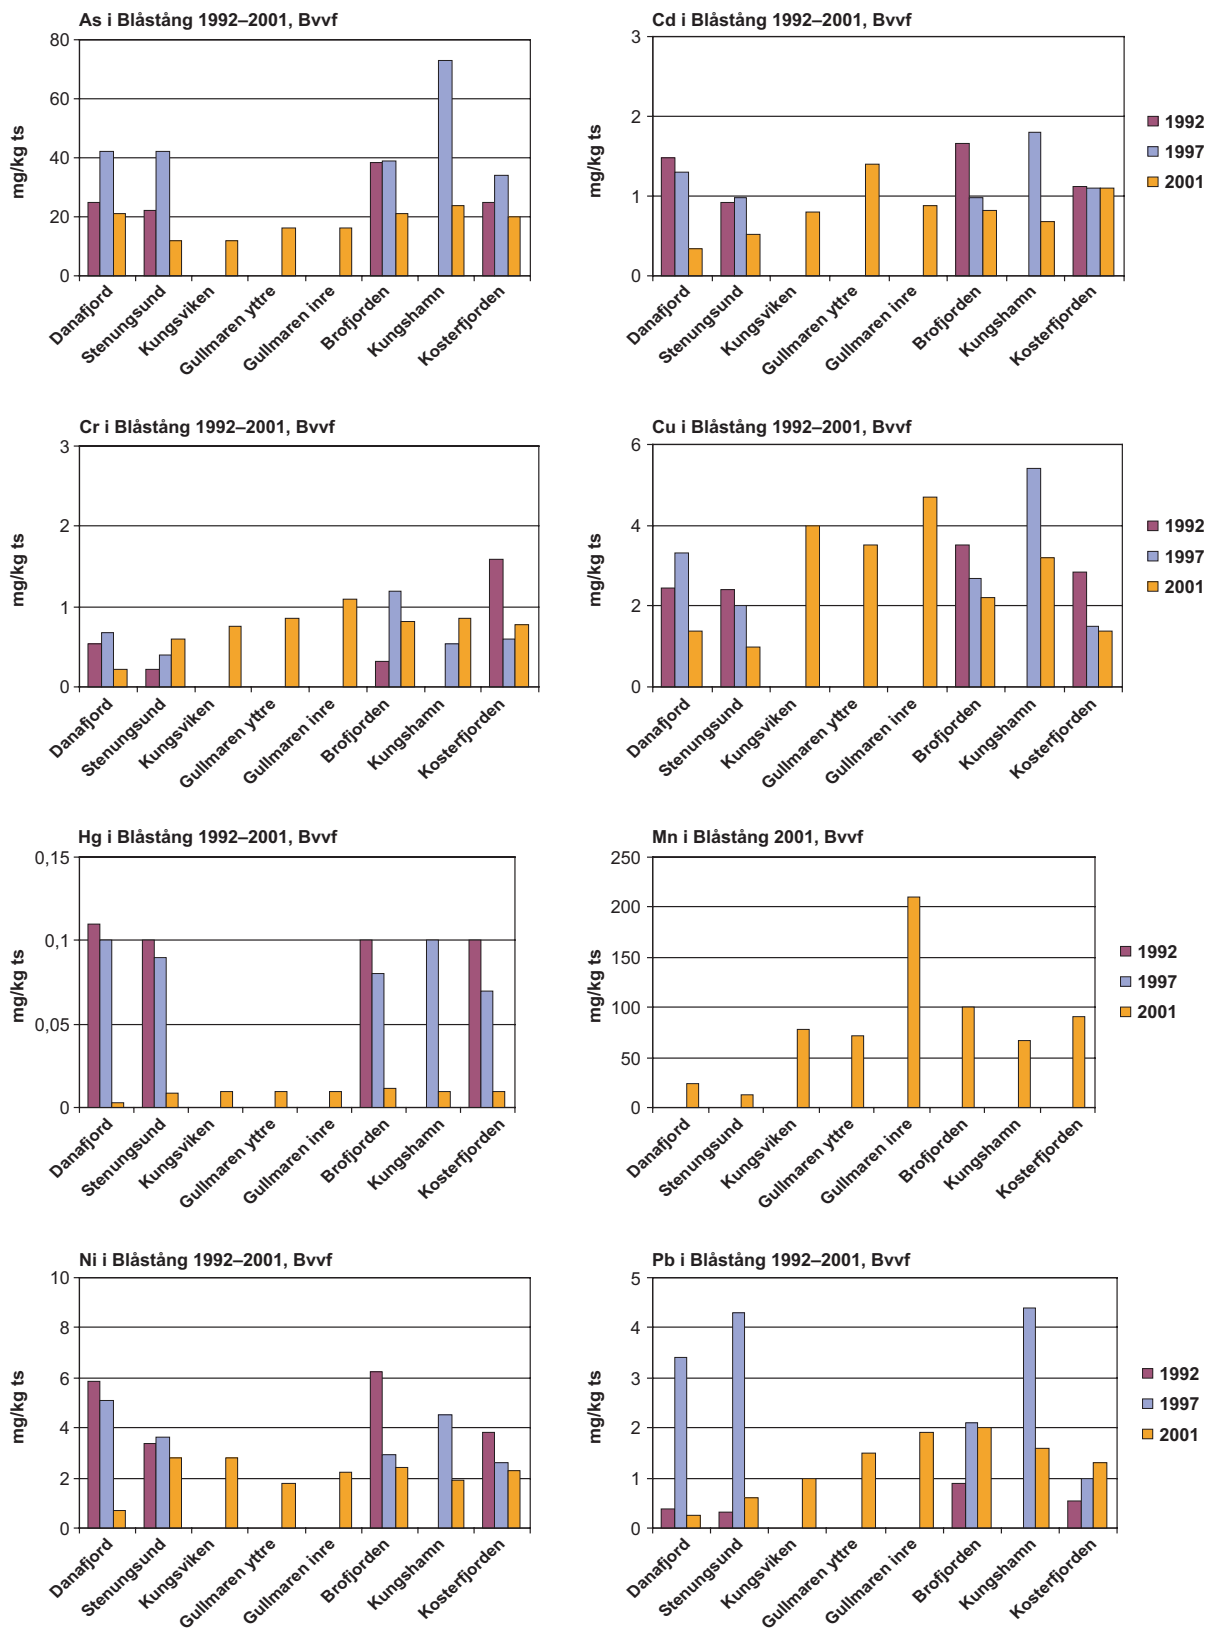 As i Blåstång 1992–2001, Bvvf
80
60
40
20
0
mg/kg ts
Danafjord
Stenungsund
Kungsviken
Gullmaren yttre
Gullmaren inre
Brofjorden
Kungshamn
Kosterfjorden
Cd i Blåstång 1992–2001, Bvvf
3
2
1
0
mg/kg ts
Danafjord
Stenungsund
Kungsviken
Gullmaren yttre
Gullmaren inre
Brofjorden
Kungshamn
Kosterfjorden
1992
1997
2001
Cr i Blåstång 1992–2001, Bvvf
3
2
1
0
mg/kg ts
Danafjord
Stenungsund
Kungsviken
Gullmaren yttre
Gullmaren inre
Brofjorden
Kungshamn
Kosterfjorden
Cu i Blåstång 1992–2001, Bvvf
6
4
2
0
mg/kg ts
Danafjord
Stenungsund
Kungsviken
Gullmaren yttre
Gullmaren inre
Brofjorden
Kungshamn
Kosterfjorden
1992
1997
2001
Hg i Blåstång 1992–2001, Bvvf
0,15
0,1
0,05
0
mg/kg ts
Danafjord
Stenungsund
Kungsviken
Gullmaren yttre
Gullmaren inre
Brofjorden
Kungshamn
Kosterfjorden
Mn i Blåstång 2001, Bvvf
250
200
150
100
50
0
mg/kg ts
Danafjord
Stenungsund
Kungsviken
Gullmaren yttre
Gullmaren inre
Brofjorden
Kungshamn
Kosterfjorden
1992
1997
2001
Ni i Blåstång 1992–2001, Bvvf
10
8
6
4
2
0
mg/kg ts
Danafjord
Stenungsund
Kungsviken
Gullmaren yttre
Gullmaren inre
Brofjorden
Kungshamn
Kosterfjorden
Pb i Blåstång 1992–2001, Bvvf
5
4
3
2
1
0
mg/kg ts
Danafjord
Stenungsund
Kungsviken
Gullmaren yttre
Gullmaren inre
Brofjorden
Kungshamn
Kosterfjorden
1992
1997
2001